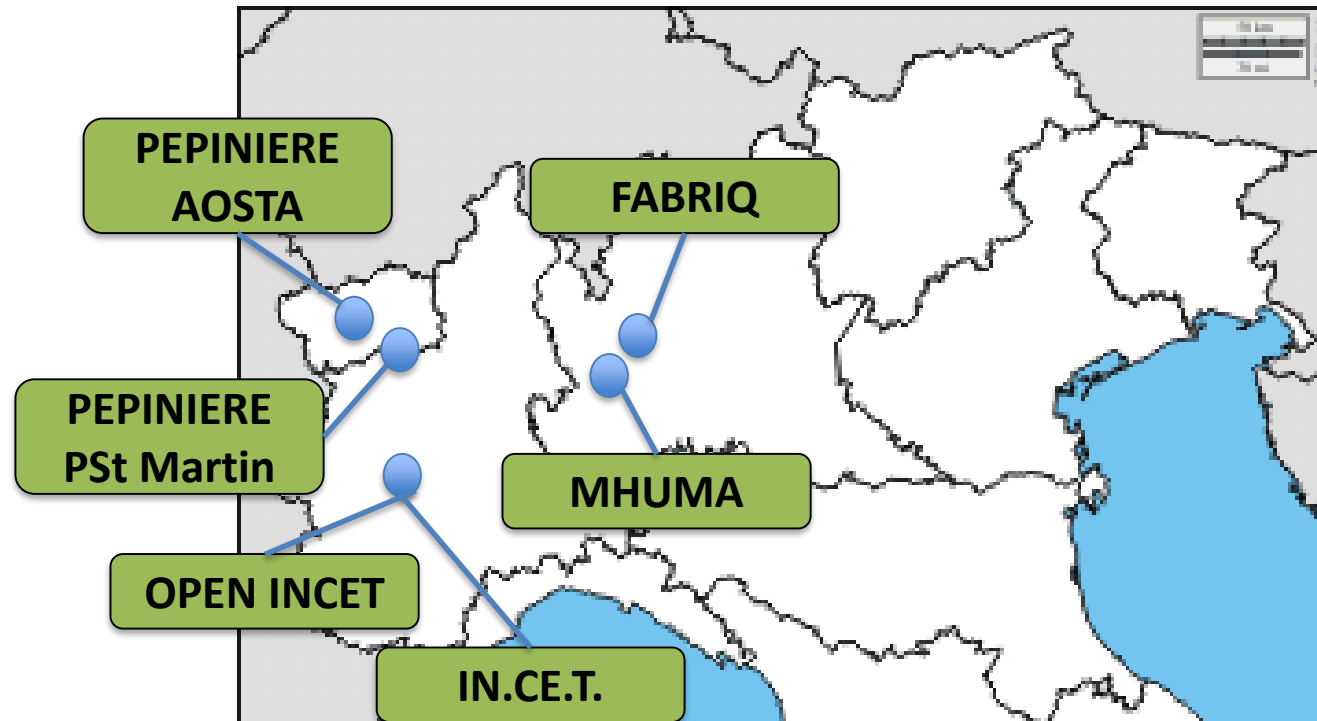 PEPINIERE
AOSTA
FABRIQ
PEPINIERE
PSt Martin
MHUMA
OPEN INCET
IN.CE.T.